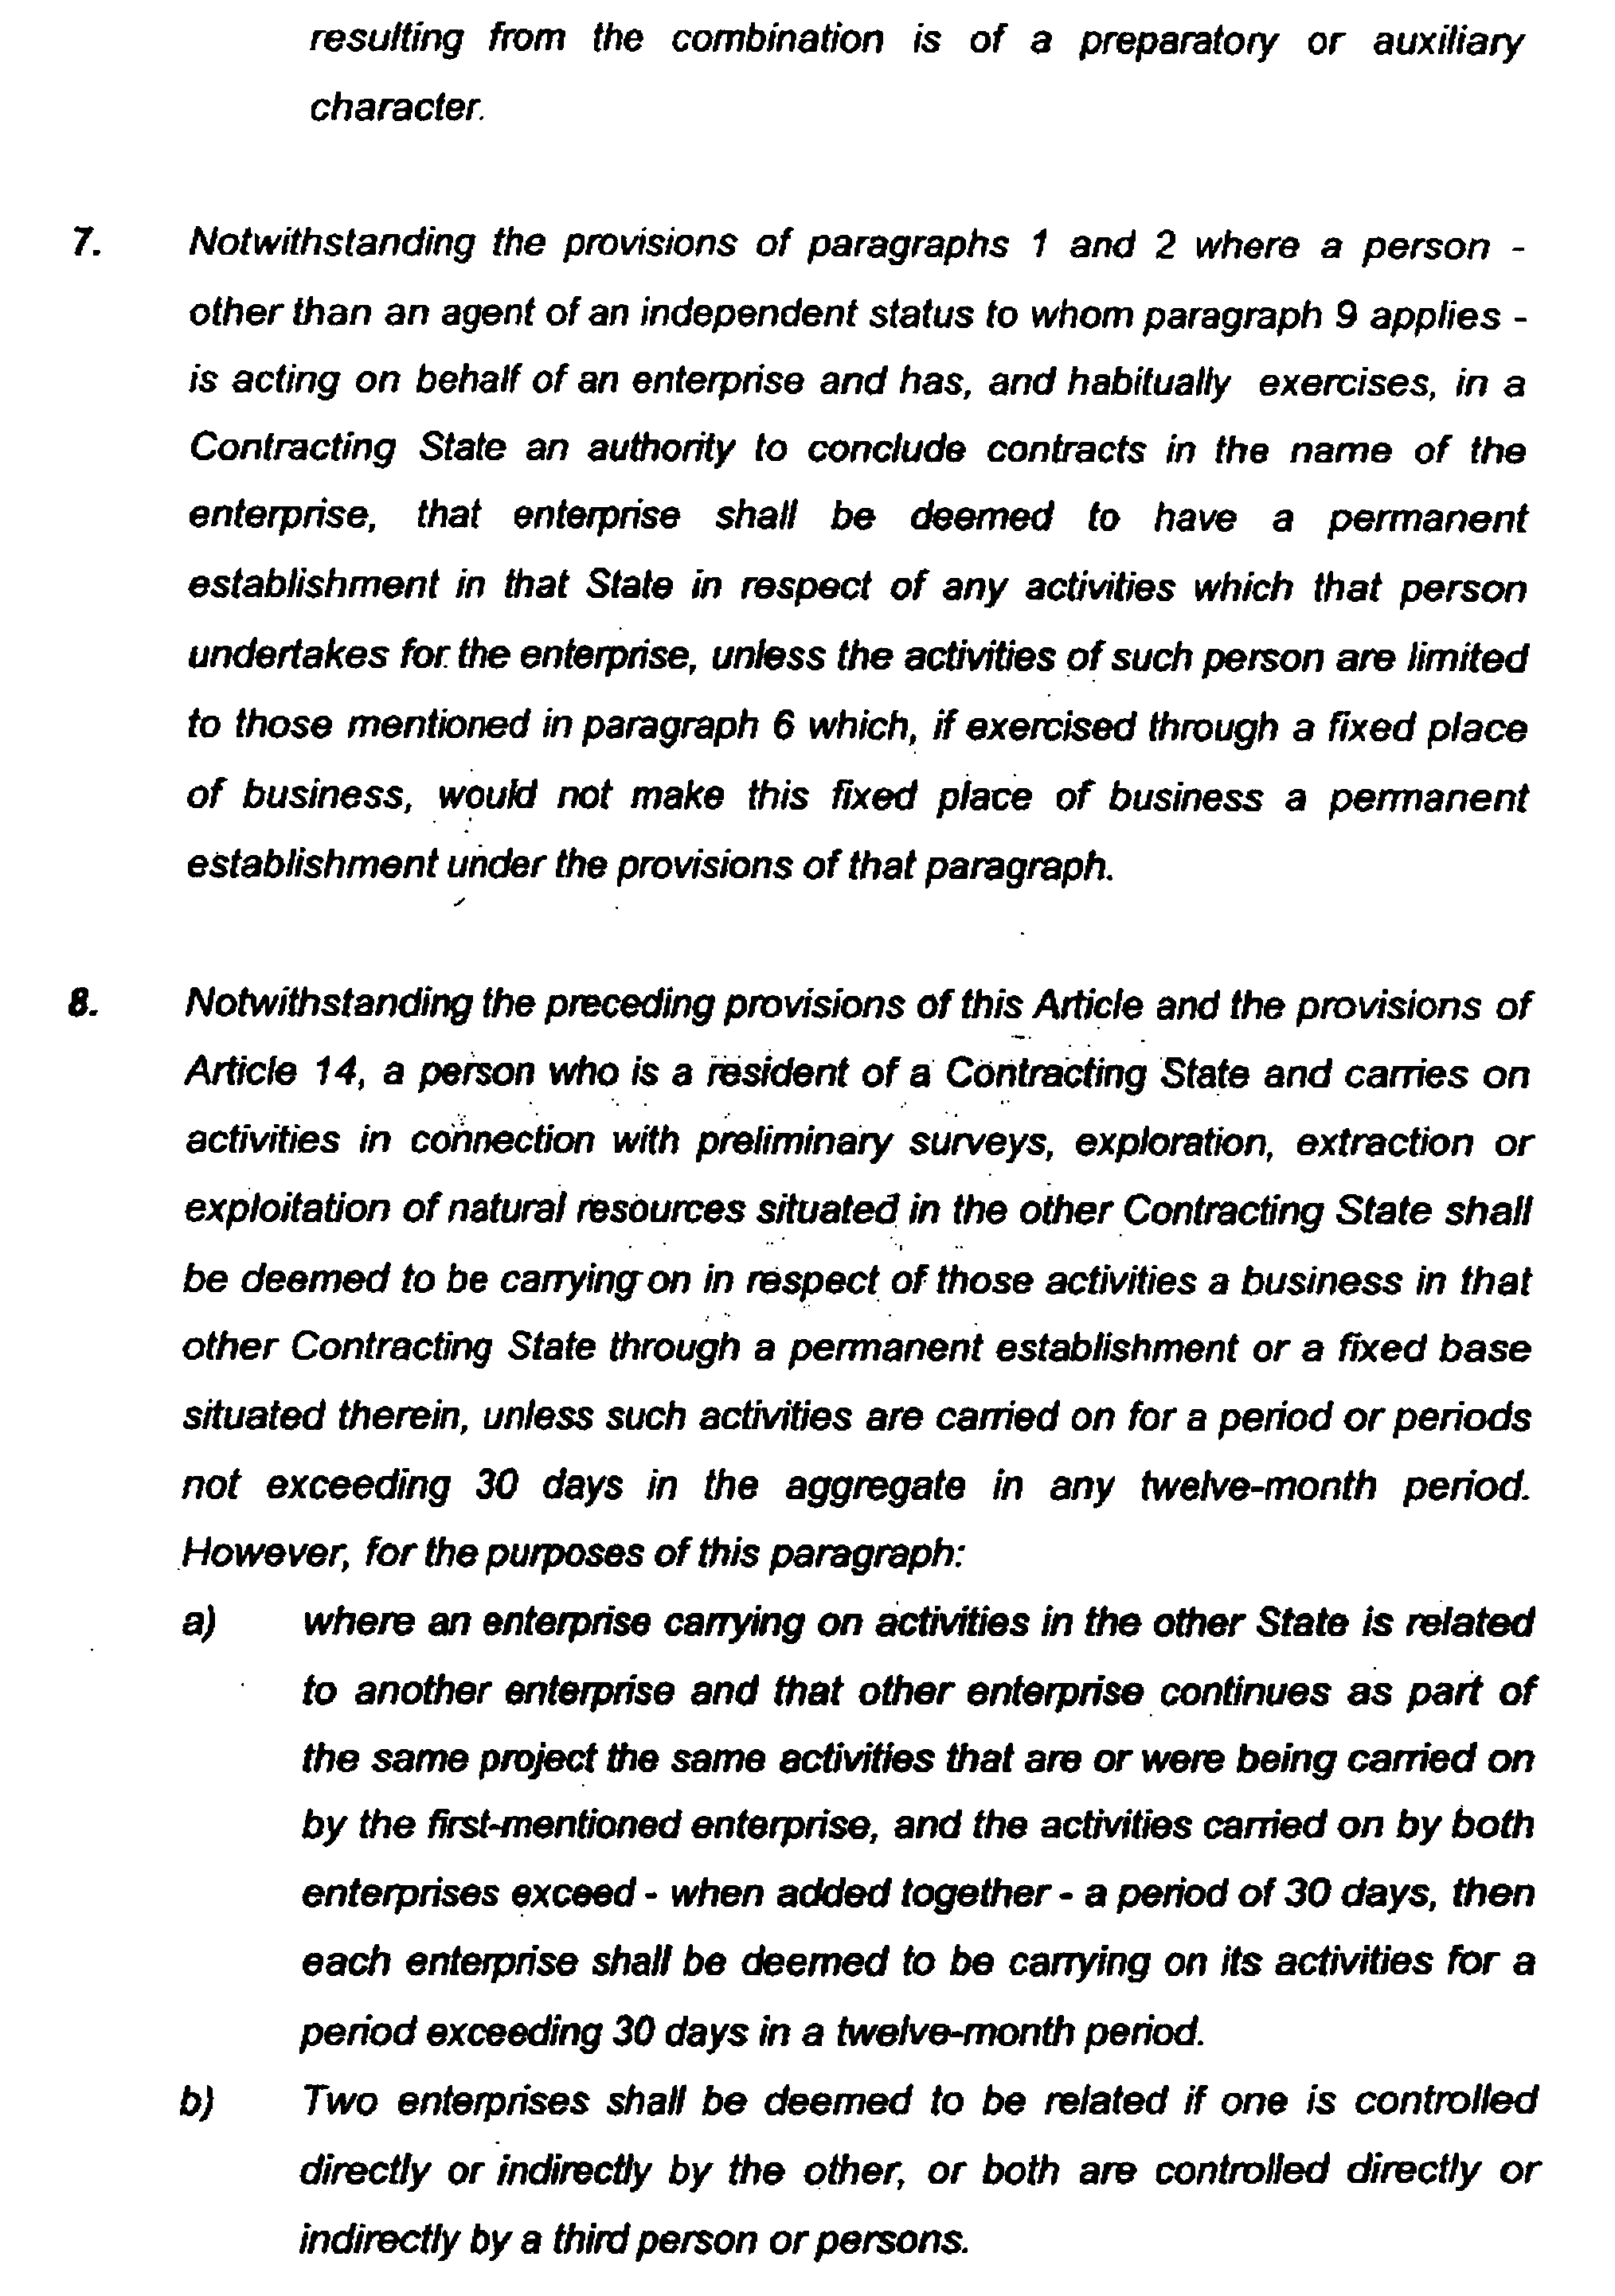 resulting from the combination is of a preparatory or auxiliary
character.
7. Notwithstanding the provisions of paragraphs 1 and 2 where a person -
other than an agent of an independent status to whom paragraph 9 applies -
is acting on behalf of an enterprise and has, and habitually exercises, in a
Contracting State an authority to conclude contracts in the name of the
enterprise, that enterprise shall be deemed to have a permanent
establishment in that State in respect of any activities which that person
undertakes for the enterprise, unless the activities of such person are limited
to those mentioned in paragraph 6 which, if exercised through a fixed place
of business, would not make this fixed place of business a permanent
establishment under the provisions of that paragraph.
8. Notwithstanding the preceding provisions of this Article and the provisions of
Article 14, a person who is a resident of a Contracting State and carries on
activities in connection with preliminary surveys, exploration, extraction or
exploitation of natural resources situated in the other Contracting State shall
be deemed to be carrying on in respect of those activities a business in that
other Contracting State through a permanent establishment or a fixed base
situated therein, unless such activities are carried on for a period or periods
not exceeding 30 days in the aggregate in any twelve-month period.
However, for the purposes of this paragraph:
a) where an enterprise carrying on activities in the other State is related
to another enterprise and that other enterprise continues as part of
the same project the same activities that are or were being carried on
by the first-mentioned enterprise, and the activities carried on by both
enterprises exceed - when added together - a period of 30 days, then
each enterprise shall be deemed to be carrying on its activities for a
period exceeding 30 days in a twelve-month period.
b) Two enterprises shall be deemed to be related if one is controlled
directly or indirectly by the other, or both are controlled directly or
indirectly by a third person or persons.